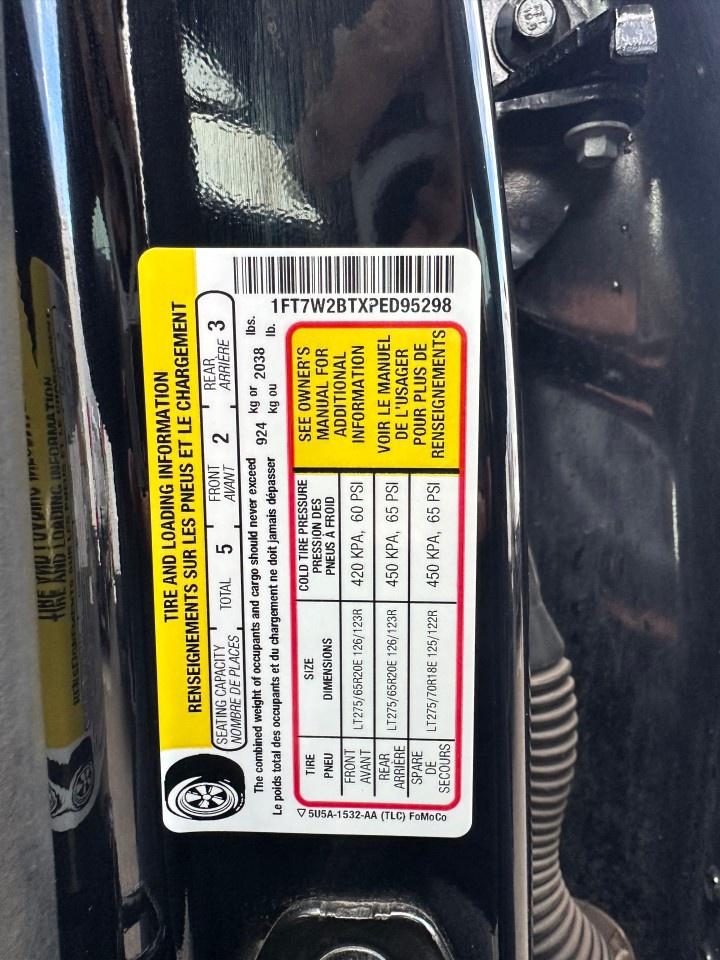 TIRE AND LOADING INFORMATION
RENSEIGNEMENTS SUR LES PNEUS ET LE CHARGEMENT
SEATING CAPACITY TOTAL 5 FRONT 2 REAR 3
NOMBRE DE PLACES AVANT ARRIÈRE
The combined weight of occupants and cargo should never exceed 924 kg or 2038 lbs.
Le poids total des occupants et du chargement ne doit jamais dépasser kg ou lb.
1FT7W2BTXPED95298
TIRE SIZE COLD TIRE PRESSURE
PNEU DIMENSIONS PRESSION DES
PNEUS À FROID
FRONT LT275/65R20E 126/123R 420 KPA, 60 PSI
AVANT
REAR LT275/65R20E 126/123R 450 KPA, 65 PSI
ARRIÈRE
SPARE LT275/70R18E 125/122R 450 KPA, 65 PSI
DE
SECOURS
SEE OWNER'S
MANUAL FOR
ADDITIONAL
INFORMATION
VOIR LE MANUEL
DE L'USAGER
POUR PLUS DE
RENSEIGNEMENTS
5U5A-1532-AA (TLC) FoMoCo